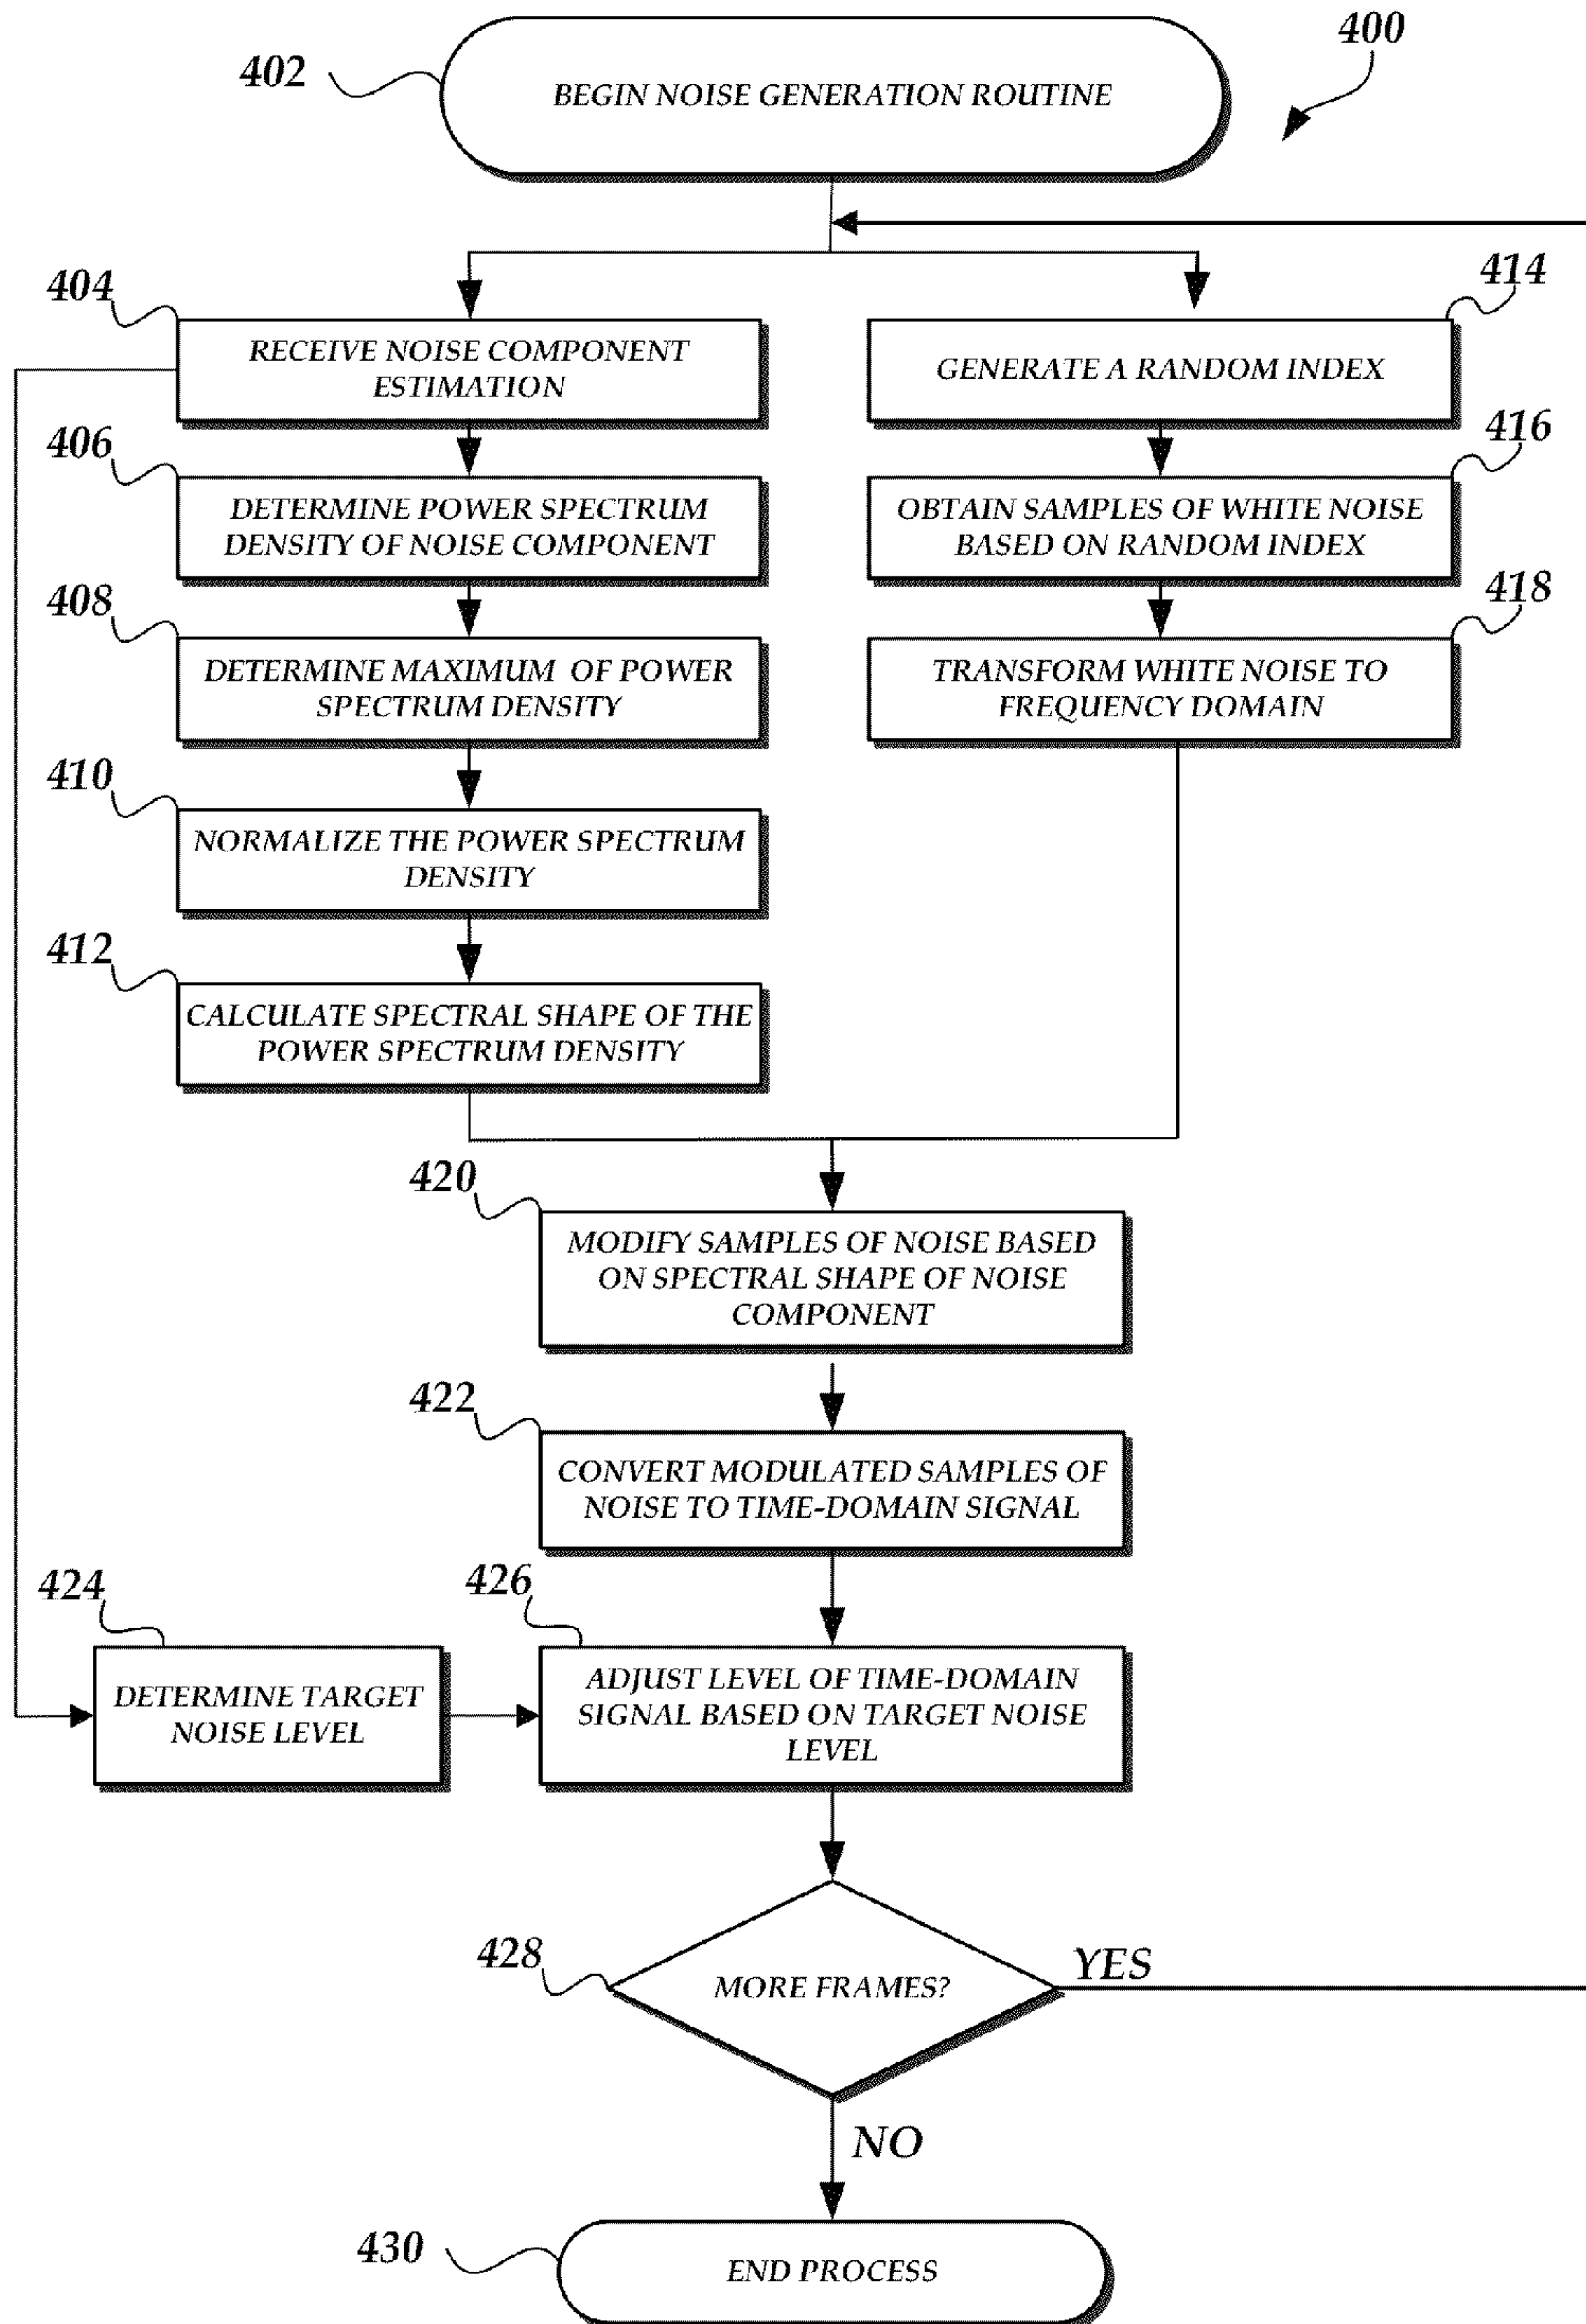 400
402
BEGIN NOISE GENERATION ROUTINE
404
RECEIVE NOISE COMPONENT
ESTIMATION
414
GENERATE A RANDOM INDEX
406
DETERMINE POWER SPECTRUM
DENSITY OF NOISE COMPONENT
416
OBTAIN SAMPLES OF WHITE NOISE
BASED ON RANDOM INDEX
408
DETERMINE MAXIMUM OF POWER
SPECTRUM DENSITY
418
TRANSFORM WHITE NOISE TO
FREQUENCY DOMAIN
410
NORMALIZE THE POWER SPECTRUM
DENSITY
412
CALCULATE SPECTRAL SHAPE OF THE
POWER SPECTRUM DENSITY
420
MODIFY SAMPLES OF NOISE BASED
ON SPECTRAL SHAPE OF NOISE
COMPONENT
422
CONVERT MODULATED SAMPLES OF
NOISE TO TIME-DOMAIN SIGNAL
424
DETERMINE TARGET
NOISE LEVEL
426
ADJUST LEVEL OF TIME-DOMAIN
SIGNAL BASED ON TARGET NOISE
LEVEL
428
MORE FRAMES?
YES
NO
430
END PROCESS